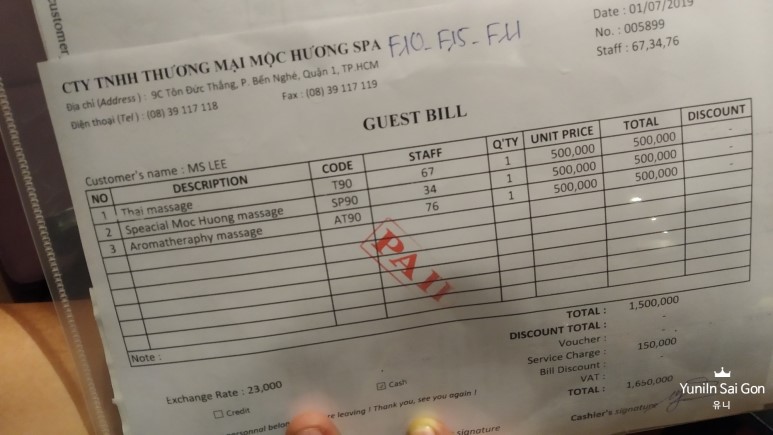 customer
CTY TNHH THƯƠNG MẠI MỘC HƯƠNG SPA
F.10 - F.15 - F.11
Date : 01/07/2019
No. : 005899
Staff : 67,34,76
Địa chỉ (Address) : 9C Tôn Đức Thắng, P. Bến Nghé, Quận 1, TP.HCM
Điện thoại (Tel) : (08) 39 117 118 Fax : (08) 39 117 119
GUEST BILL
Customer's name : MS LEE
NO DESCRIPTION CODE STAFF Q'TY UNIT PRICE TOTAL DISCOUNT
1 Thai massage T90 67 1 500,000 500,000 -
2 Speacial Moc Huong massage SP90 34 1 500,000 500,000 -
3 Aromatheraphy massage AT90 76 1 500,000 500,000 -
PAID
Note :
TOTAL : 1,500,000
DISCOUNT TOTAL : -
Voucher : -
Service Charge : 150,000
Bill Discount : -
VAT : -
TOTAL : 1,650,000
Exchange Rate : 23,000
Credit
Cash
re leaving ! Thank you, see you again !
signature
Cashier's signature
YuniIn Sai Gon
유니